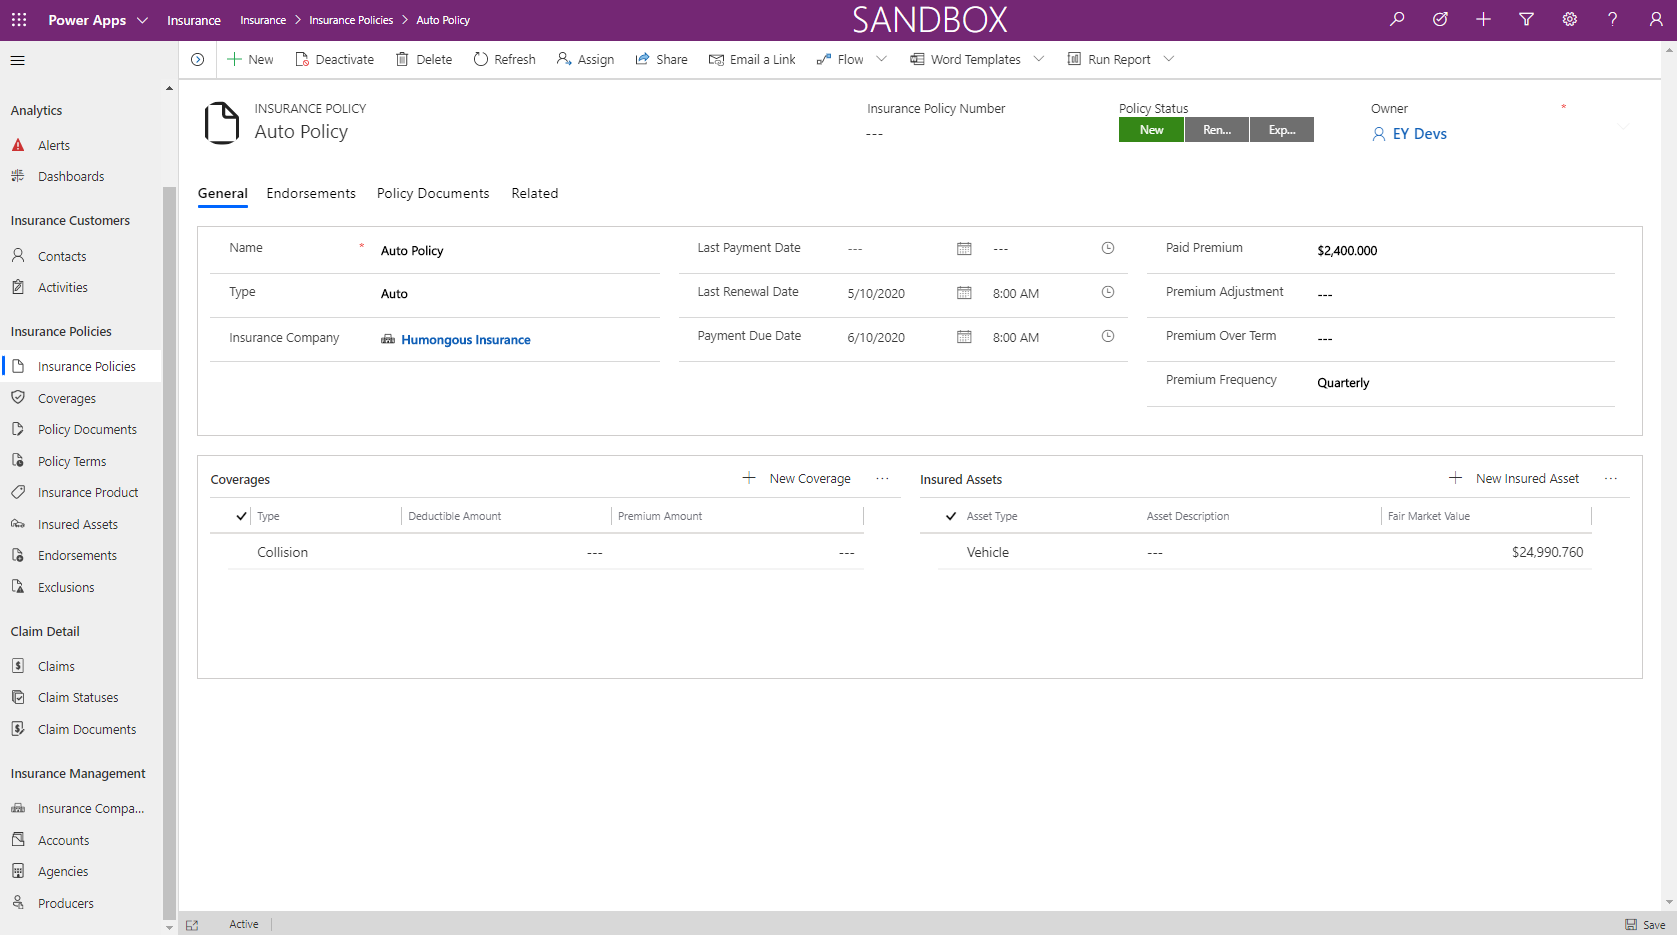 Power Apps Insurance Insurance > Insurance Policies > Auto Policy SANDBOX ?
New Deactivate Delete Refresh Assign Share Email a Link Flow Word Templates Run Report
Analytics
Alerts
Dashboards
Insurance Customers
Contacts
Activities
Insurance Policies
Insurance Policies
Coverages
Policy Documents
Policy Terms
Insurance Product
Insured Assets
Endorsements
Exclusions
Claim Detail
Claims
Claim Statuses
Claim Documents
Insurance Management
Insurance Compa...
Accounts
Agencies
Producers
INSURANCE POLICY
Auto Policy
Insurance Policy Number
---
Policy Status
New Ren... Exp...
Owner *
EY Devs
General Endorsements Policy Documents Related
Name * Auto Policy
Type Auto
Insurance Company Humongous Insurance
Last Payment Date --- ---
Last Renewal Date 5/10/2020 8:00 AM
Payment Due Date 6/10/2020 8:00 AM
Paid Premium $2,400.000
Premium Adjustment ---
Premium Over Term ---
Premium Frequency Quarterly
Coverages + New Coverage ...
Type Deductible Amount Premium Amount
Collision --- ---
Insured Assets + New Insured Asset ...
Asset Type Asset Description Fair Market Value
Vehicle --- $24,990.760
Active Save